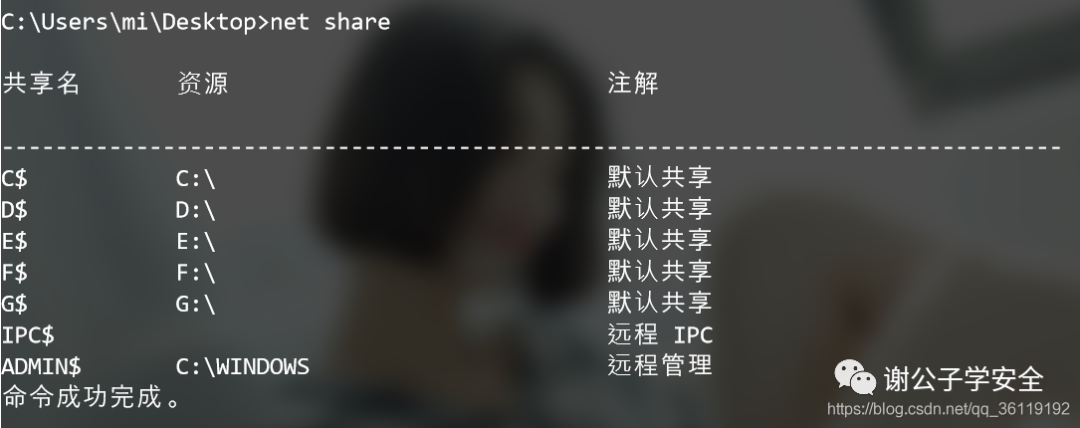 C:\Users\mi\Desktop>net share
共享名 资源 注解
-------------------------------------------------------------------------------
C$ C:\ 默认共享
D$ D:\ 默认共享
E$ E:\ 默认共享
F$ F:\ 默认共享
G$ G:\ 默认共享
IPC$ 远程 IPC
ADMIN$ C:\WINDOWS 远程管理
命令成功完成。
谢公子学安全
https://blog.csdn.net/qq_36119192